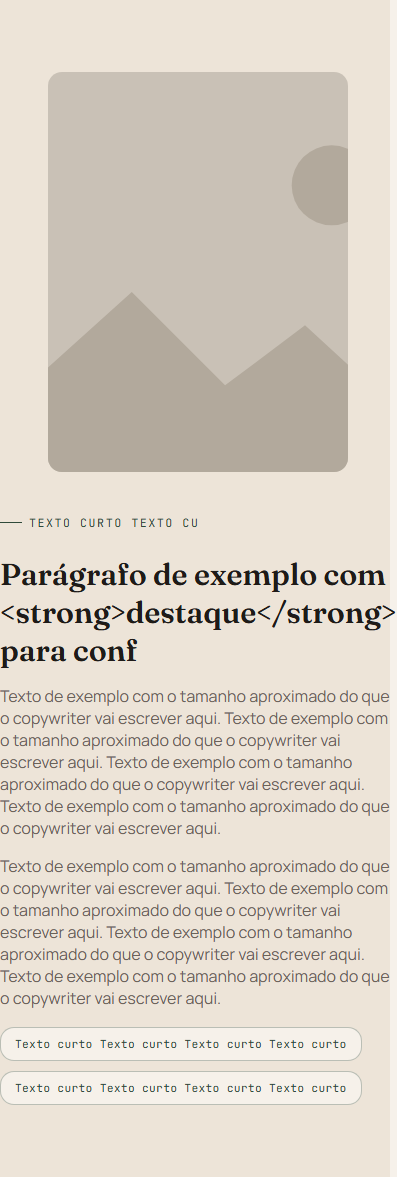 TEXTO CURTO TEXTO CU
Parágrafo de exemplo com
<strong>destaque</strong>
para conf
Texto de exemplo com o tamanho aproximado do que
o copywriter vai escrever aqui. Texto de exemplo com
o tamanho aproximado do que o copywriter vai
escrever aqui. Texto de exemplo com o tamanho
aproximado do que o copywriter vai escrever aqui.
Texto de exemplo com o tamanho aproximado do que
o copywriter vai escrever aqui.
Texto de exemplo com o tamanho aproximado do que
o copywriter vai escrever aqui. Texto de exemplo com
o tamanho aproximado do que o copywriter vai
escrever aqui. Texto de exemplo com o tamanho
aproximado do que o copywriter vai escrever aqui.
Texto de exemplo com o tamanho aproximado do que
o copywriter vai escrever aqui.
Texto curto Texto curto Texto curto Texto curto
Texto curto Texto curto Texto curto Texto curto